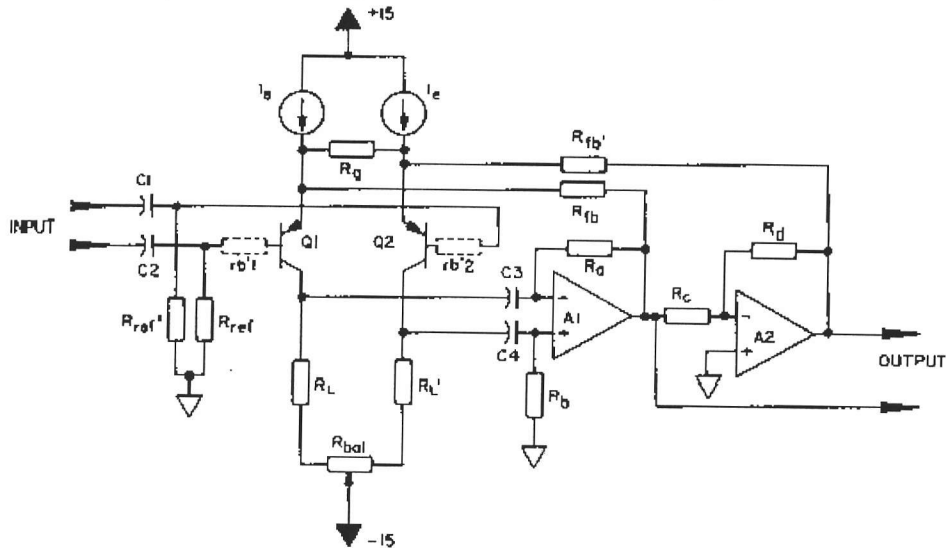 +15
Ie
Ie
Rfb'
Rg
Rfb
C1
INPUT
Q1
Q2
Rd
C2
rb'1
rb'2
C3
Ra
Rc
A1
A2
Rref'
Rref
C4
OUTPUT
RL
RL'
Rb
Rbal
-15